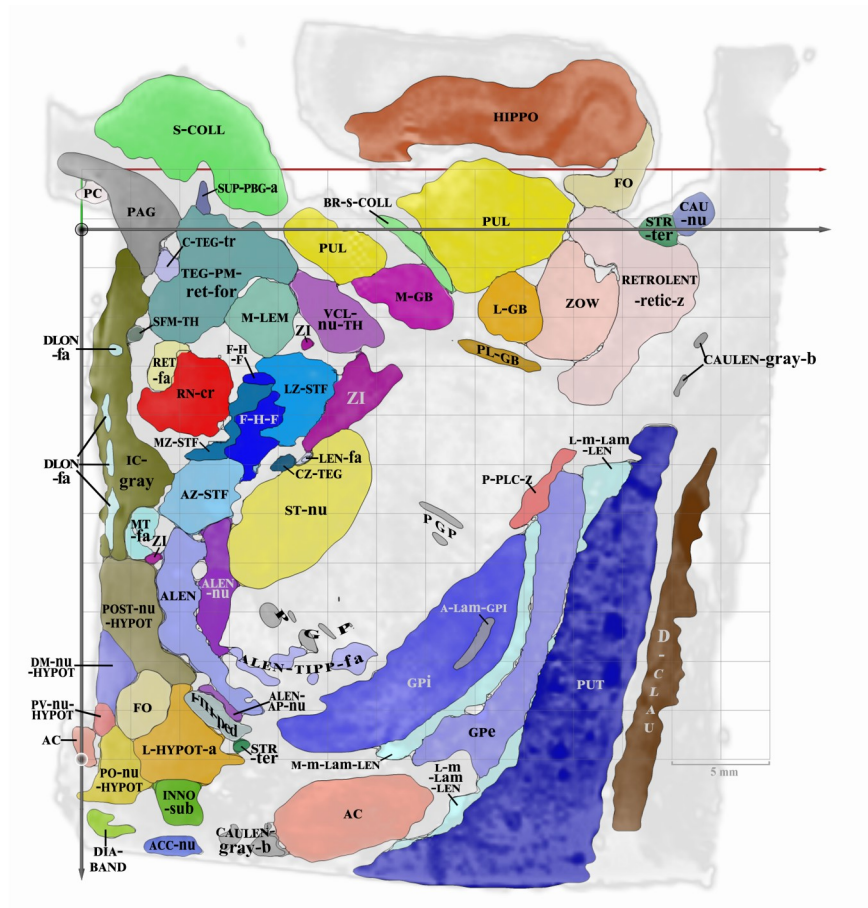 HIPPO
S-COLL
FO
SUP-PBG-a
PC
BR-S-COLL
CAU
-nu
PAG
PUL
STR
-ter
C-TEG-tr
PUL
TEG-PM-
ret-for
M-GB
RETROLENT
-retic-z
L-GB
ZOW
M-LEM
VCL-
nu-TH
SFM-TH
ZI
DLON
-fa
F-H
-F
PL-GB
CAULEN-gray-b
RET
-fa
RN-cr
LZ-STF
ZI
F-H-F
MZ-STF
L-m-Lam
-LEN
LEN-fa
DLON
-fa
IC-
gray
CZ-TEG
P-PLC-Z
AZ-STF
ST-nu
MT
-fa
P G P
ZI
ALEN
ALEN
-nu
POST-nu
-HYPOT
A-Lam-GPI
P G P
D-CLAU
DM-nu
-HYPOT
ALEN-TIPP-fa
GPi
PUT
ALEN-
AP-nu
PV-nu-
HYPOT
FO
GPe
AC
L-HYPOT-a
STR
-ter
M-m-Lam-LEN
L-m
-Lam
-LEN
5 mm
PO-nu
-HYPOT
INNO
-sub
AC
CAULEN-
gray-b
DIA-
BAND
ACC-nu